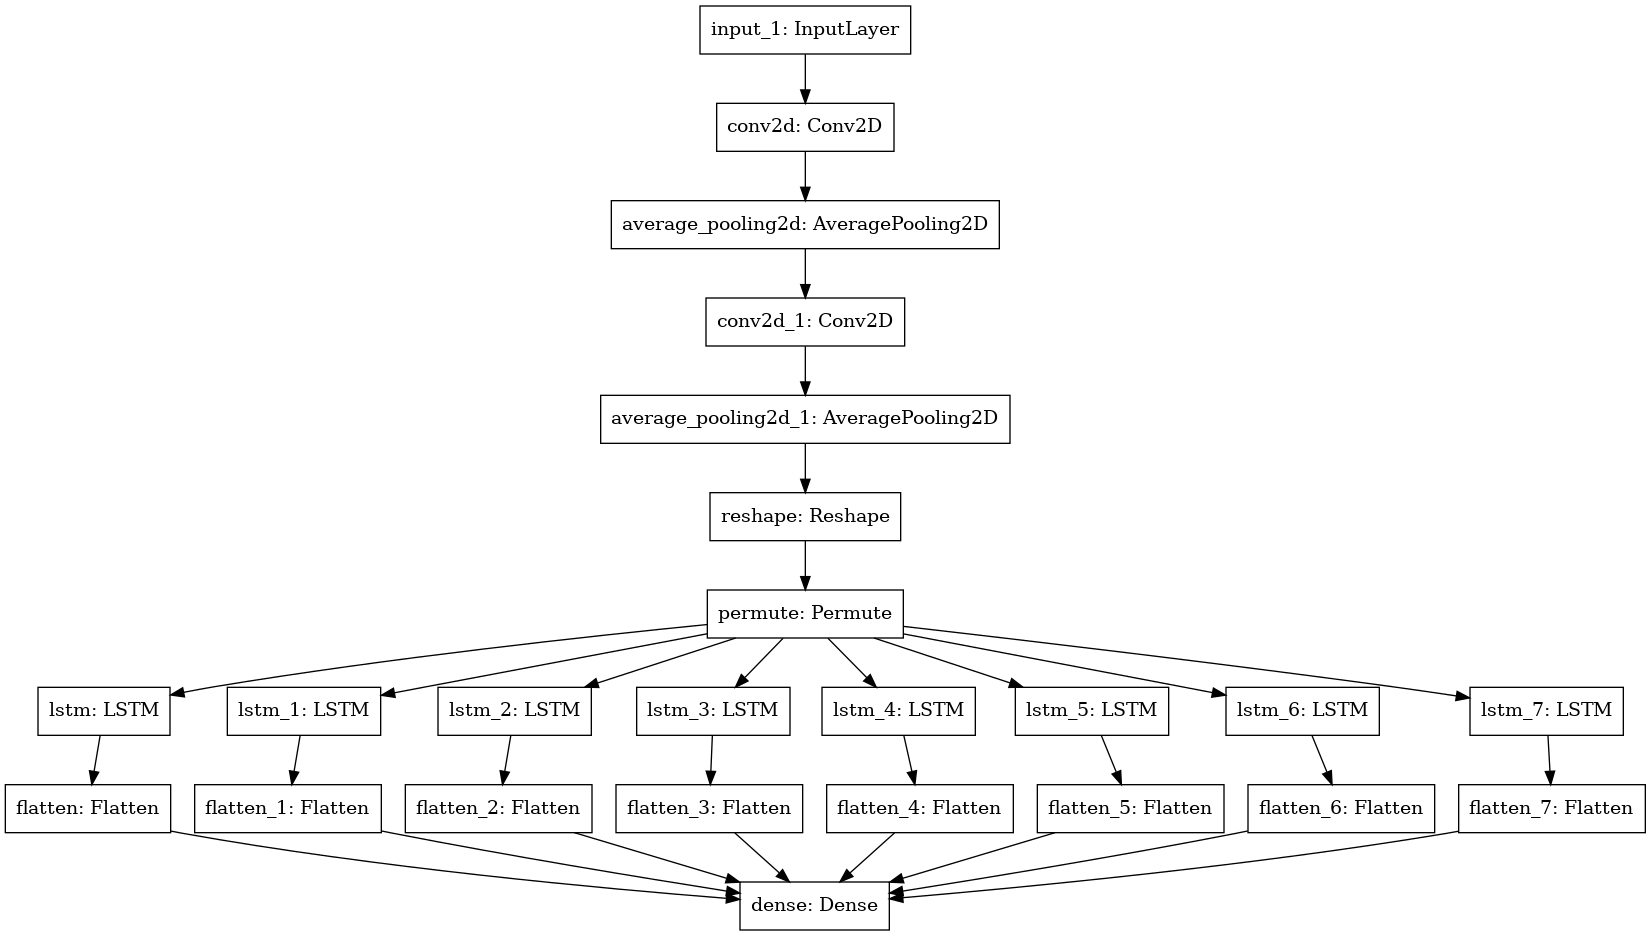 input_1: InputLayer
conv2d: Conv2D
average_pooling2d: AveragePooling2D
conv2d_1: Conv2D
average_pooling2d_1: AveragePooling2D
reshape: Reshape
permute: Permute
lstm: LSTM
lstm_1: LSTM
lstm_2: LSTM
lstm_3: LSTM
lstm_4: LSTM
lstm_5: LSTM
lstm_6: LSTM
lstm_7: LSTM
flatten: Flatten
flatten_1: Flatten
flatten_2: Flatten
flatten_3: Flatten
flatten_4: Flatten
flatten_5: Flatten
flatten_6: Flatten
flatten_7: Flatten
dense: Dense